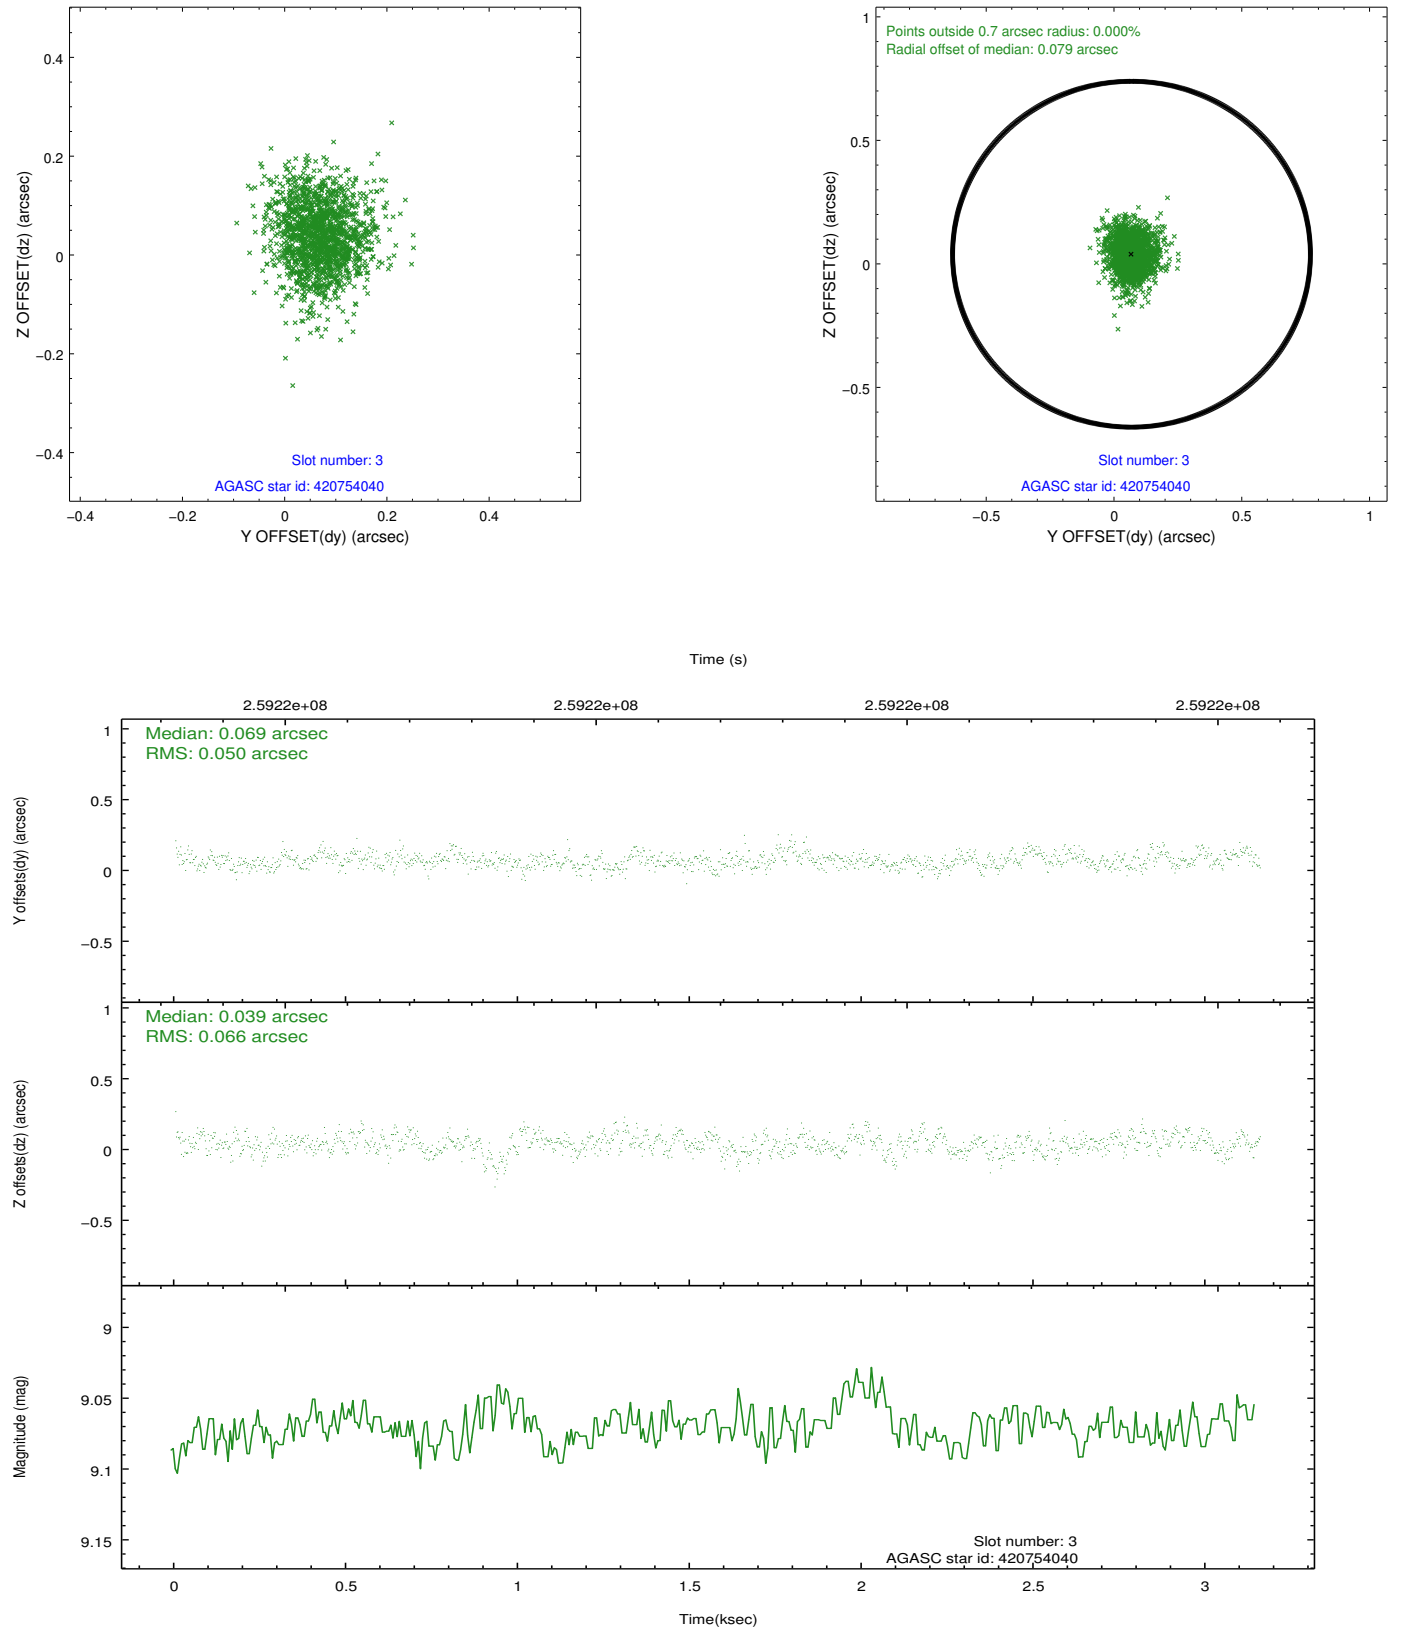 0.4
0.2
0
−0.2
−0.4
Z OFFSET(dz) (arcsec)
Slot number: 3
AGASC star id: 420754040
−0.4 −0.2 0 0.2 0.4
Y OFFSET(dy) (arcsec)
Points outside 0.7 arcsec radius: 0.000%
Radial offset of median: 0.079 arcsec
1
0.5
0
−0.5
Z OFFSET(dz) (arcsec)
Slot number: 3
AGASC star id: 420754040
−0.5 0 0.5 1
Y OFFSET(dy) (arcsec)
Time (s)
2.5922e+08 2.5922e+08 2.5922e+08 2.5922e+08
Median: 0.069 arcsec
RMS: 0.050 arcsec
1
0.5
0
−0.5
Y offsets(dy) (arcsec)
Median: 0.039 arcsec
RMS: 0.066 arcsec
1
0.5
0
−0.5
Z offsets(dz) (arcsec)
9
9.05
9.1
9.15
Magnitude (mag)
Slot number: 3
AGASC star id: 420754040
0 0.5 1 1.5 2 2.5 3
Time(ksec)